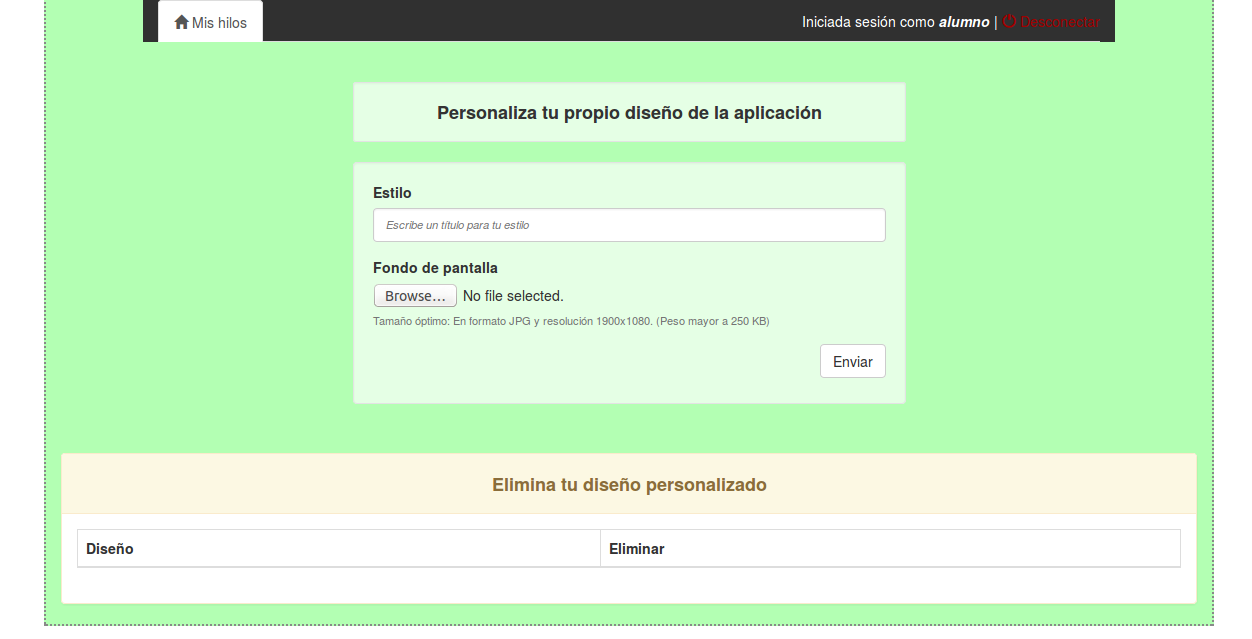 Mis hilos
Iniciada sesión como alumno | Desconectar
Personaliza tu propio diseño de la aplicación
Estilo
Escribe un título para tu estilo
Fondo de pantalla
Browse... No file selected.
Tamaño óptimo: En formato JPG y resolución 1900x1080. (Peso mayor a 250 KB)
Enviar
Elimina tu diseño personalizado
Diseño Eliminar